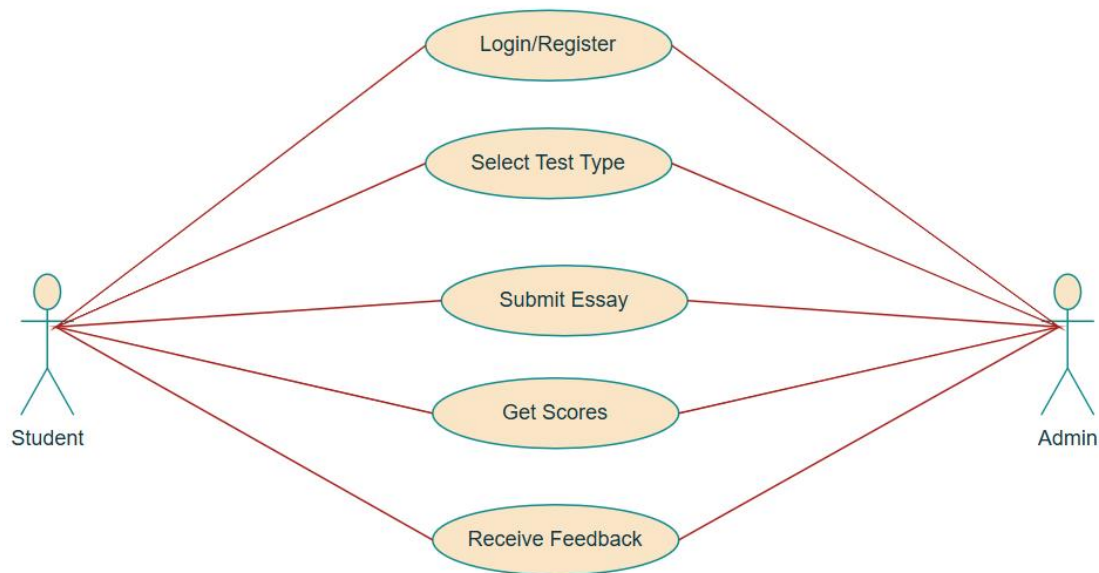 Login/Register
Select Test Type
Submit Essay
Get Scores
Student
Admin
Receive Feedback